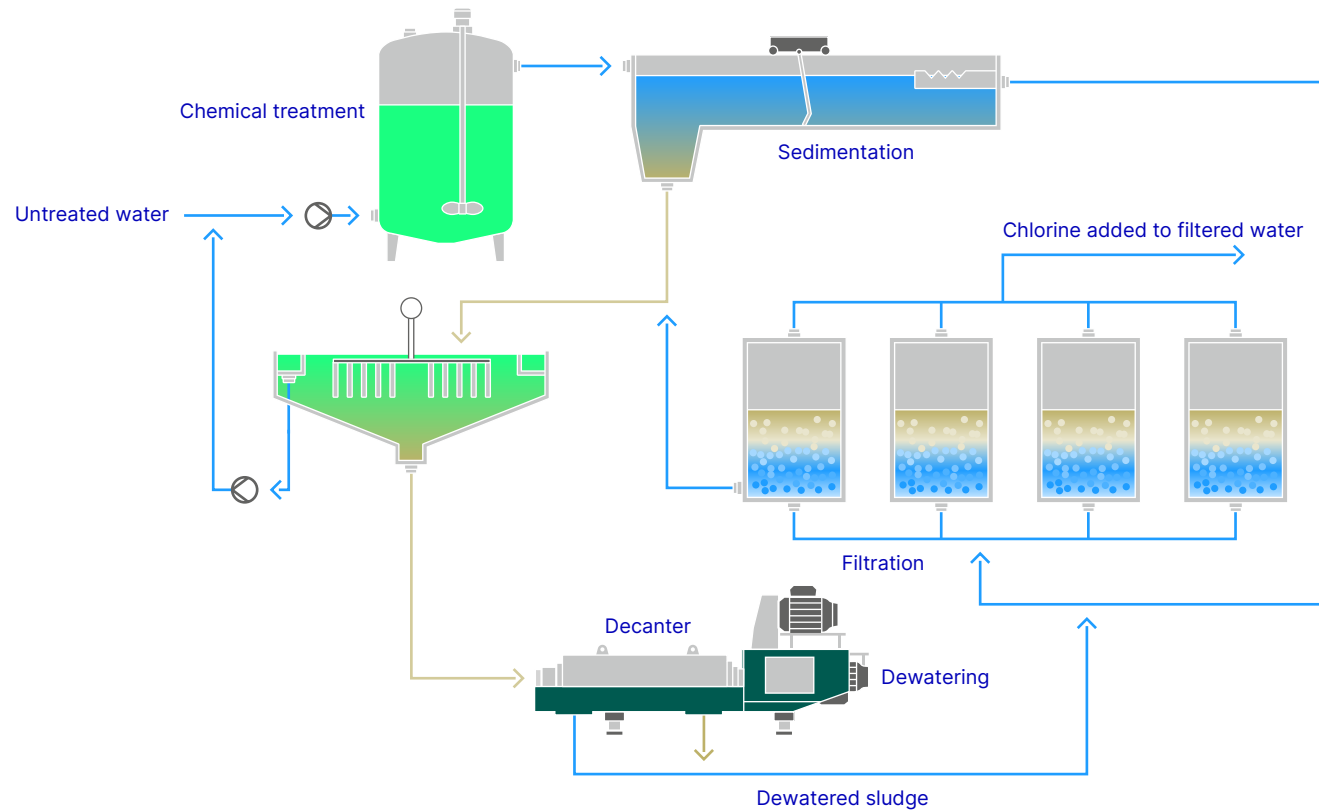 Chemical treatment
Sedimentation
Untreated water
Chlorine added to filtered water
Filtration
Decanter
Dewatering
Dewatered sludge